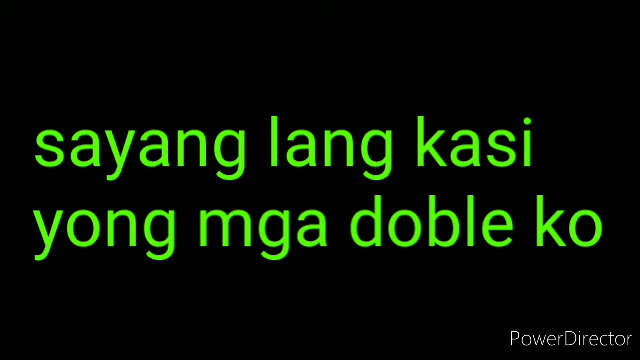 sayang lang kasi
yong mga doble ko
PowerDirector